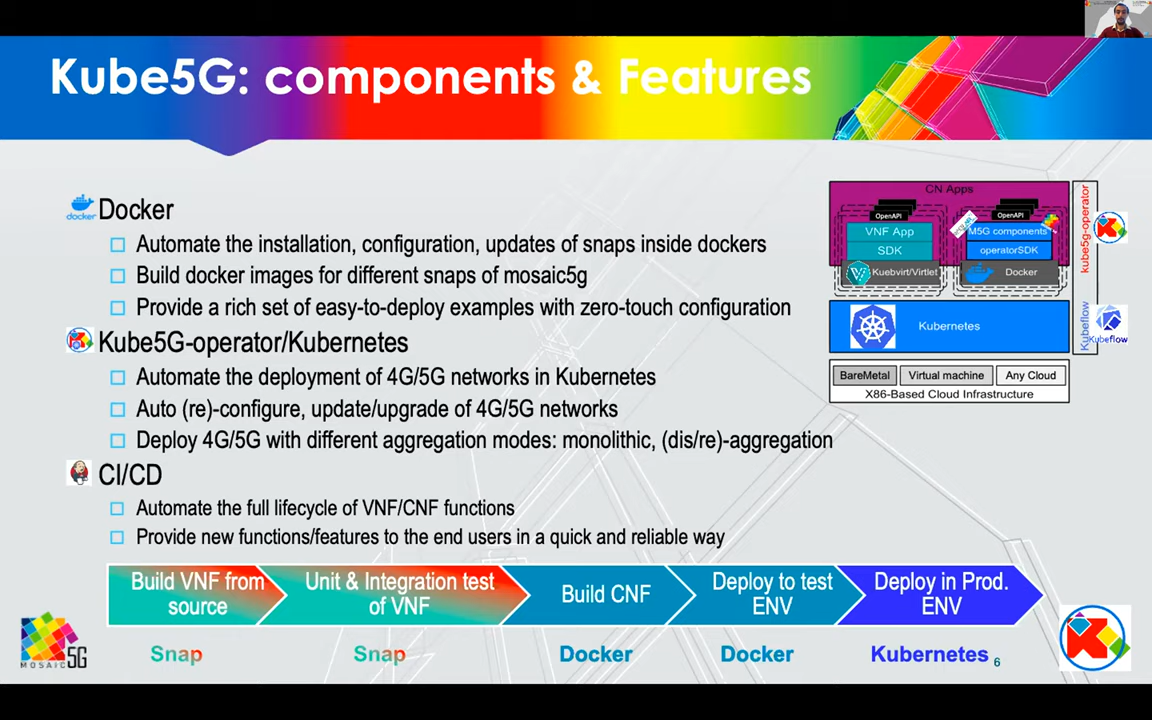 Kube5G: components & Features
docker
Docker
Automate the installation, configuration, updates of snaps inside dockers
Build docker images for different snaps of mosaic5g
Provide a rich set of easy-to-deploy examples with zero-touch configuration
Kube5G-operator/Kubernetes
Automate the deployment of 4G/5G networks in Kubernetes
Auto (re)-configure, update/upgrade of 4G/5G networks
Deploy 4G/5G with different aggregation modes: monolithic, (dis/re)-aggregation
CI/CD
Automate the full lifecycle of VNF/CNF functions
Provide new functions/features to the end users in a quick and reliable way
CN Apps
OpenAPI
OpenAPI
VNF App
M5G components
SDK
operatorSDK
Kuebvirt/Virtlet
Docker
Kubernetes
BareMetal
Virtual machine
Any Cloud
X86-Based Cloud Infrastructure
kube5g-operator
Kubeflow
Kubeflow
Build VNF from
source
Unit & Integration test
of VNF
Build CNF
Deploy to test
ENV
Deploy in Prod.
ENV
Snap
Snap
Docker
Docker
Kubernetes
6
MOSAIC5G